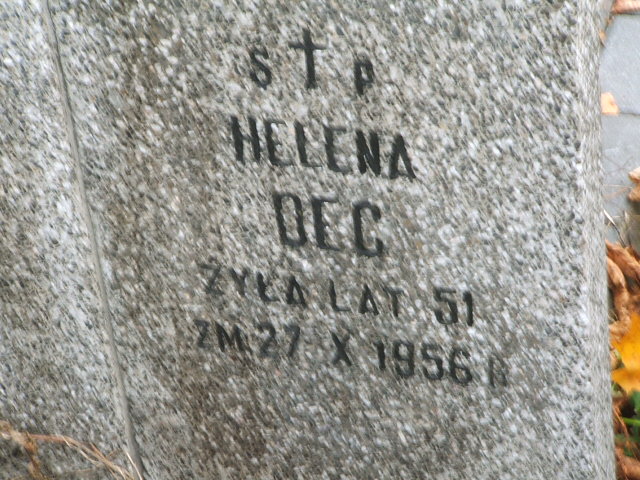 S † P
HELENA
DEC
ŻYŁA LAT 51
ZM. 27 X 1956 R